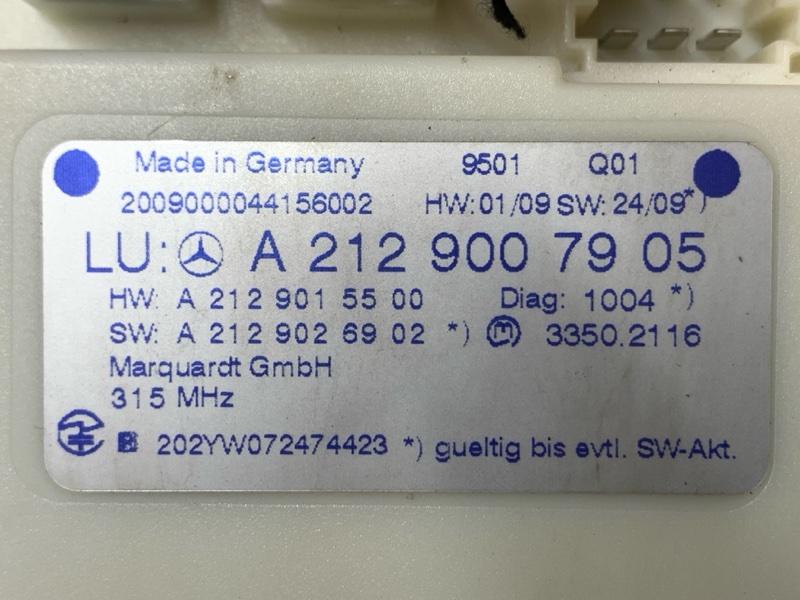 Made in Germany 9501 Q01
2009000044156002 HW: 01/09 SW: 24/09*)
LU: A 212 900 79 05
HW: A 212 901 55 00 Diag: 1004 *)
SW: A 212 902 69 02 *) M 3350.2116
Marquardt GmbH
315 MHz
R 202YW072474423 *) gueltig bis evtl. SW-Akt.